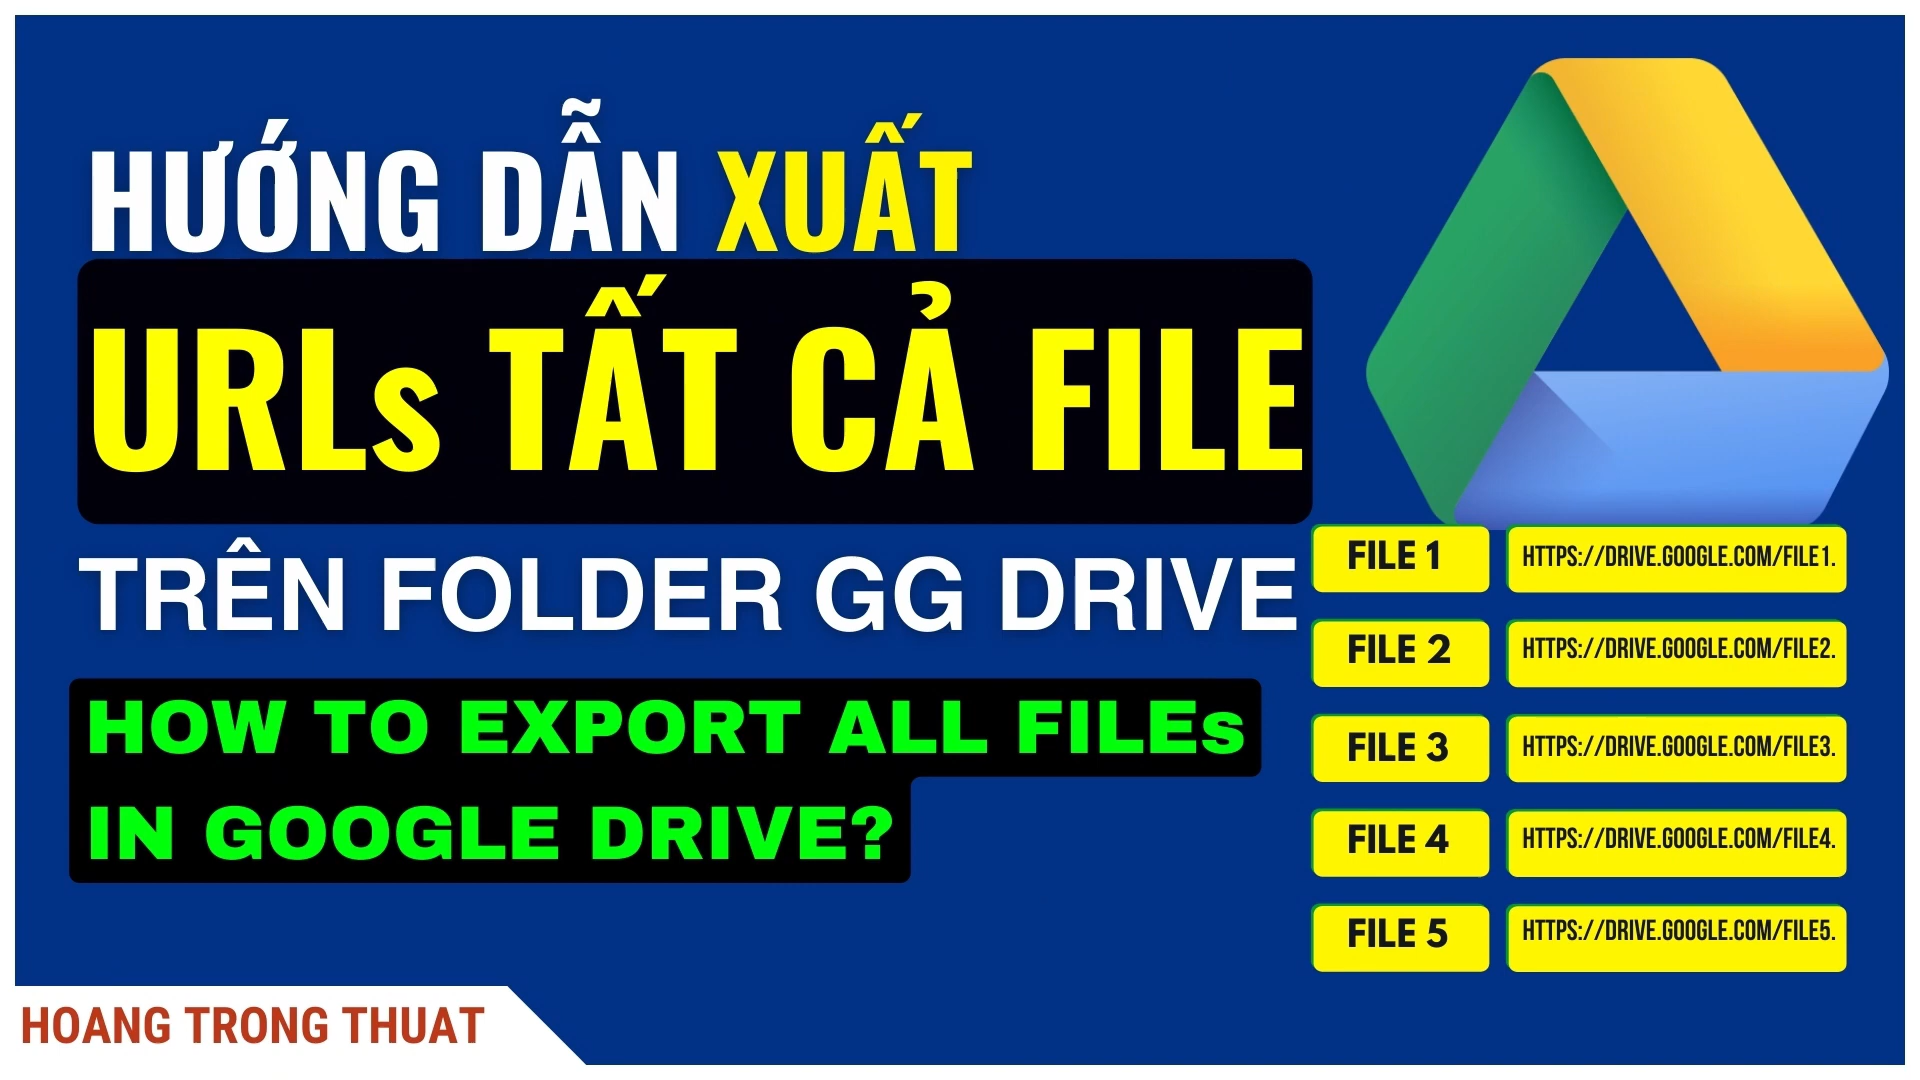 HƯỚNG DẪN XUẤT
URLs TẤT CẢ FILE
TRÊN FOLDER GG DRIVE
HOW TO EXPORT ALL FILEs
IN GOOGLE DRIVE?
FILE 1 HTTPS://DRIVE.GOOGLE.COM/FILE1.
FILE 2 HTTPS://DRIVE.GOOGLE.COM/FILE2.
FILE 3 HTTPS://DRIVE.GOOGLE.COM/FILE3.
FILE 4 HTTPS://DRIVE.GOOGLE.COM/FILE4.
FILE 5 HTTPS://DRIVE.GOOGLE.COM/FILE5.
HOANG TRONG THUAT